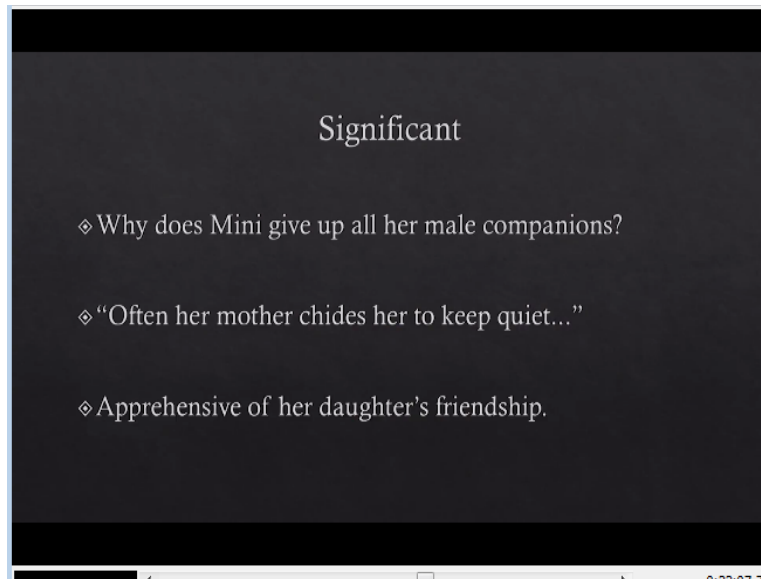 Significant
Why does Mini give up all her male companions?
“Often her mother chides her to keep quiet...”
Apprehensive of her daughter’s friendship.